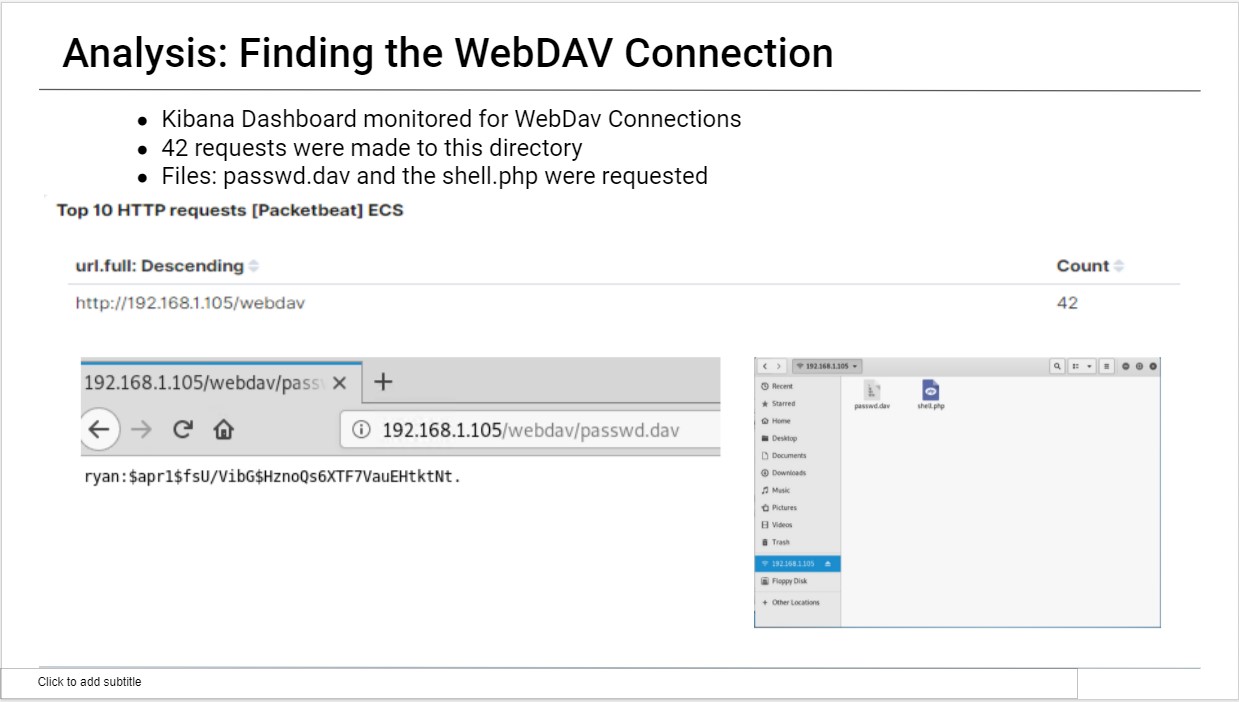 Analysis: Finding the WebDAV Connection
● Kibana Dashboard monitored for WebDav Connections
● 42 requests were made to this directory
● Files: passwd.dav and the shell.php were requested
Top 10 HTTP requests [Packetbeat] ECS
url.full: Descending Count
http://192.168.1.105/webdav 42
192.168.1.105/webdav/passw
192.168.1.105/webdav/passwd.dav
ryan:$apr1$fsU/VibG$HznoQs6XTF7VauEHtktNt.
192.168.1.105
Recent
Starred
Home
Desktop
Documents
Downloads
Music
Pictures
Videos
Trash
192.168.1.105
Floppy Disk
+ Other Locations
passwd.dav shell.php
Click to add subtitle